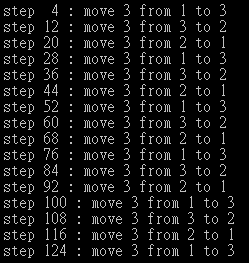 step 4 : move 3 from 1 to 3
step 12 : move 3 from 3 to 2
step 20 : move 3 from 2 to 1
step 28 : move 3 from 1 to 3
step 36 : move 3 from 3 to 2
step 44 : move 3 from 2 to 1
step 52 : move 3 from 1 to 3
step 60 : move 3 from 3 to 2
step 68 : move 3 from 2 to 1
step 76 : move 3 from 1 to 3
step 84 : move 3 from 3 to 2
step 92 : move 3 from 2 to 1
step 100 : move 3 from 1 to 3
step 108 : move 3 from 3 to 2
step 116 : move 3 from 2 to 1
step 124 : move 3 from 1 to 3